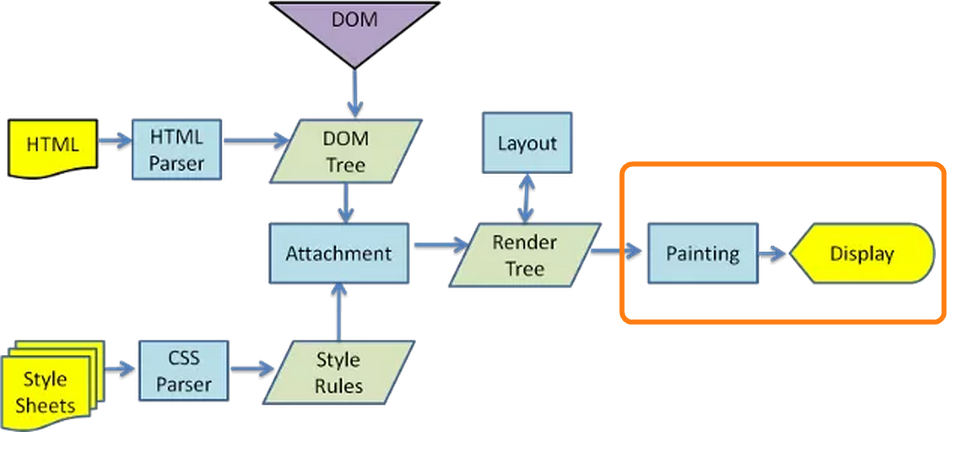 DOM
HTML
HTML
Parser
DOM
Tree
Layout
Attachment
Render
Tree
Painting
Display
Style
Sheets
CSS
Parser
Style
Rules